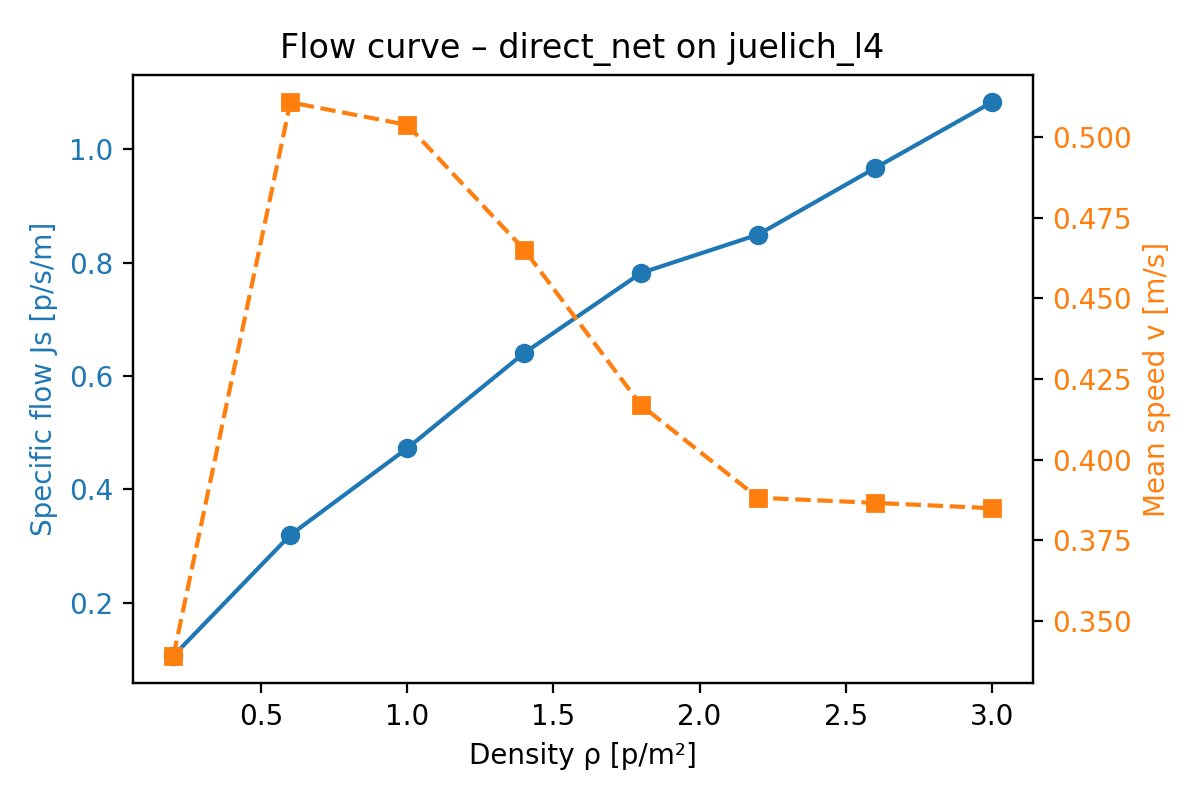 Flow curve – direct_net on juelich_l4
Specific flow Js [p/s/m]
1.0
0.8
0.6
0.4
0.2
0.500
0.475
0.450
0.425
0.400
0.375
0.350
Mean speed v [m/s]
0.5 1.0 1.5 2.0 2.5 3.0
Density ρ [p/m²]